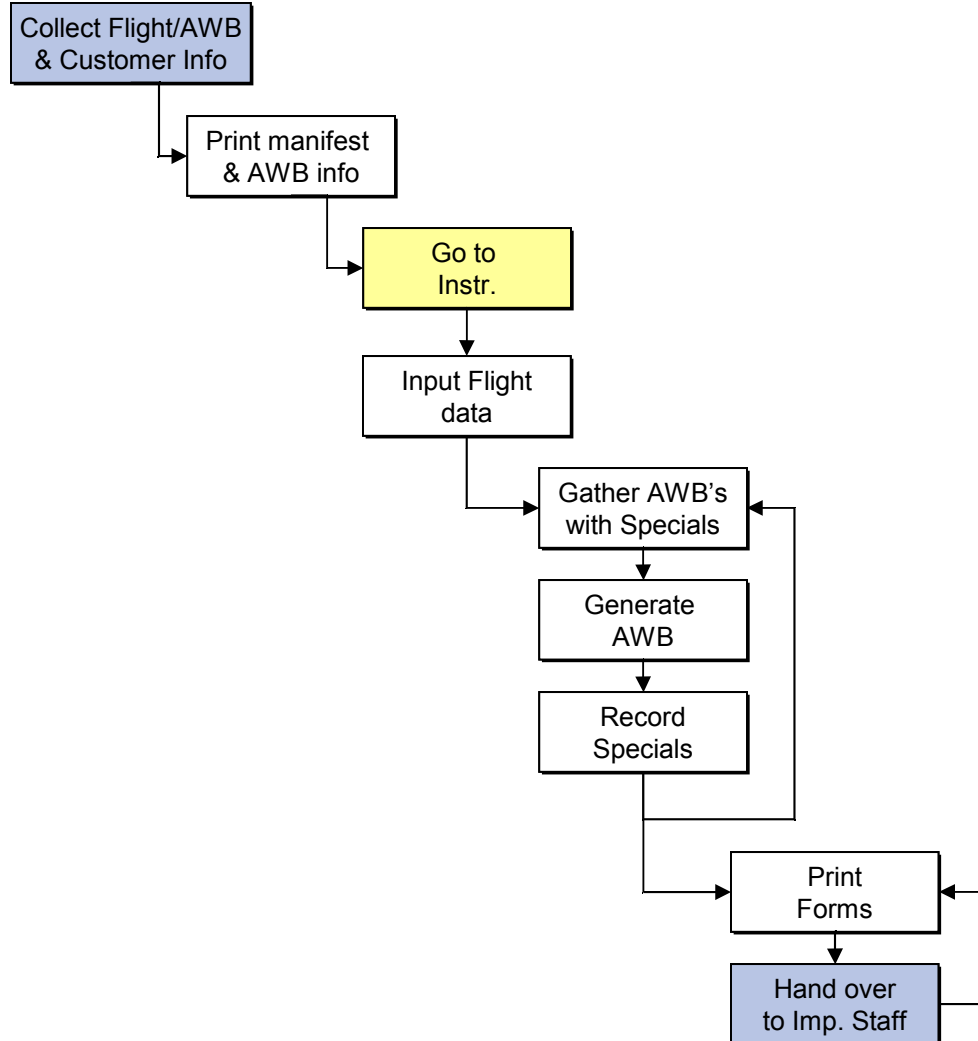 Collect Flight/AWB
& Customer Info
Print manifest
& AWB info
Go to
Instr.
Input Flight
data
Gather AWB's
with Specials
Generate
AWB
Record
Specials
Print
Forms
Hand over
to Imp. Staff